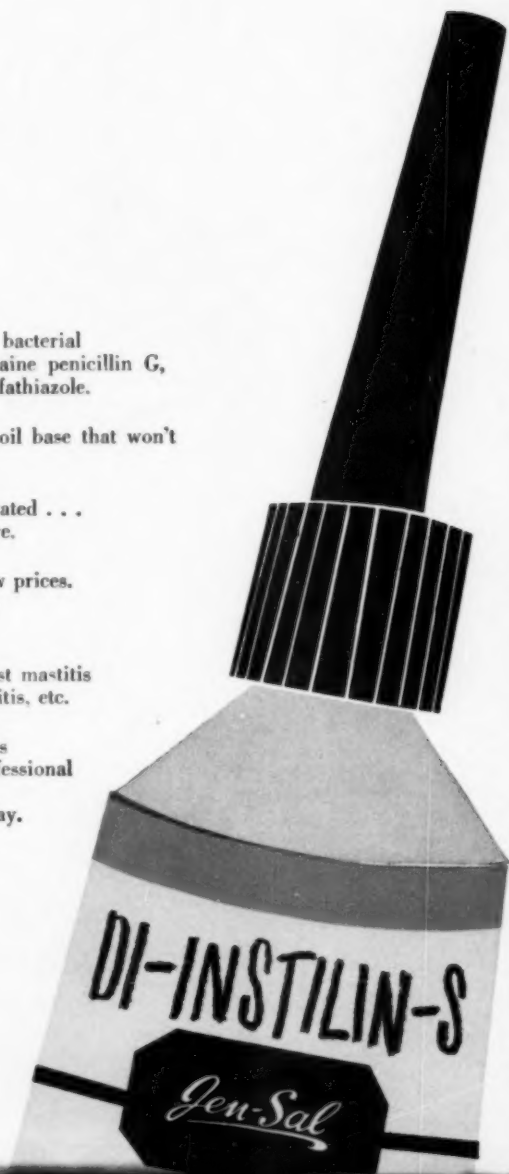 bacterial
aine penicillin G,
fathiazole.
oil base that won't
ated . . .
e.
w prices.
st mastitis
itis, etc.
s
fessional
ay.
DI-INSTILIN-S
Jen-Sal